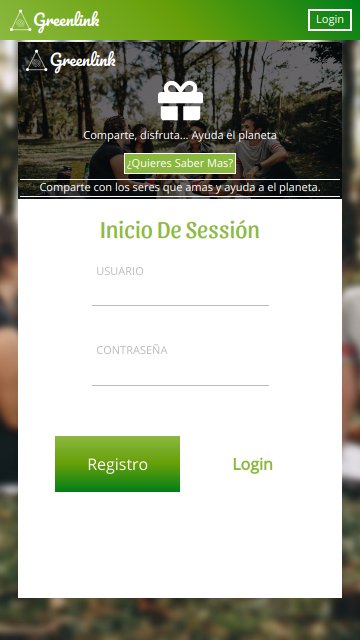 Greenlink
Login
Greenlink
Comparte, disfruta... Ayuda el planeta
¿Quieres Saber Mas?
Comparte con los seres que amas y ayuda a el planeta.
Inicio De Sessión
USUARIO
CONTRASEÑA
Registro
Login